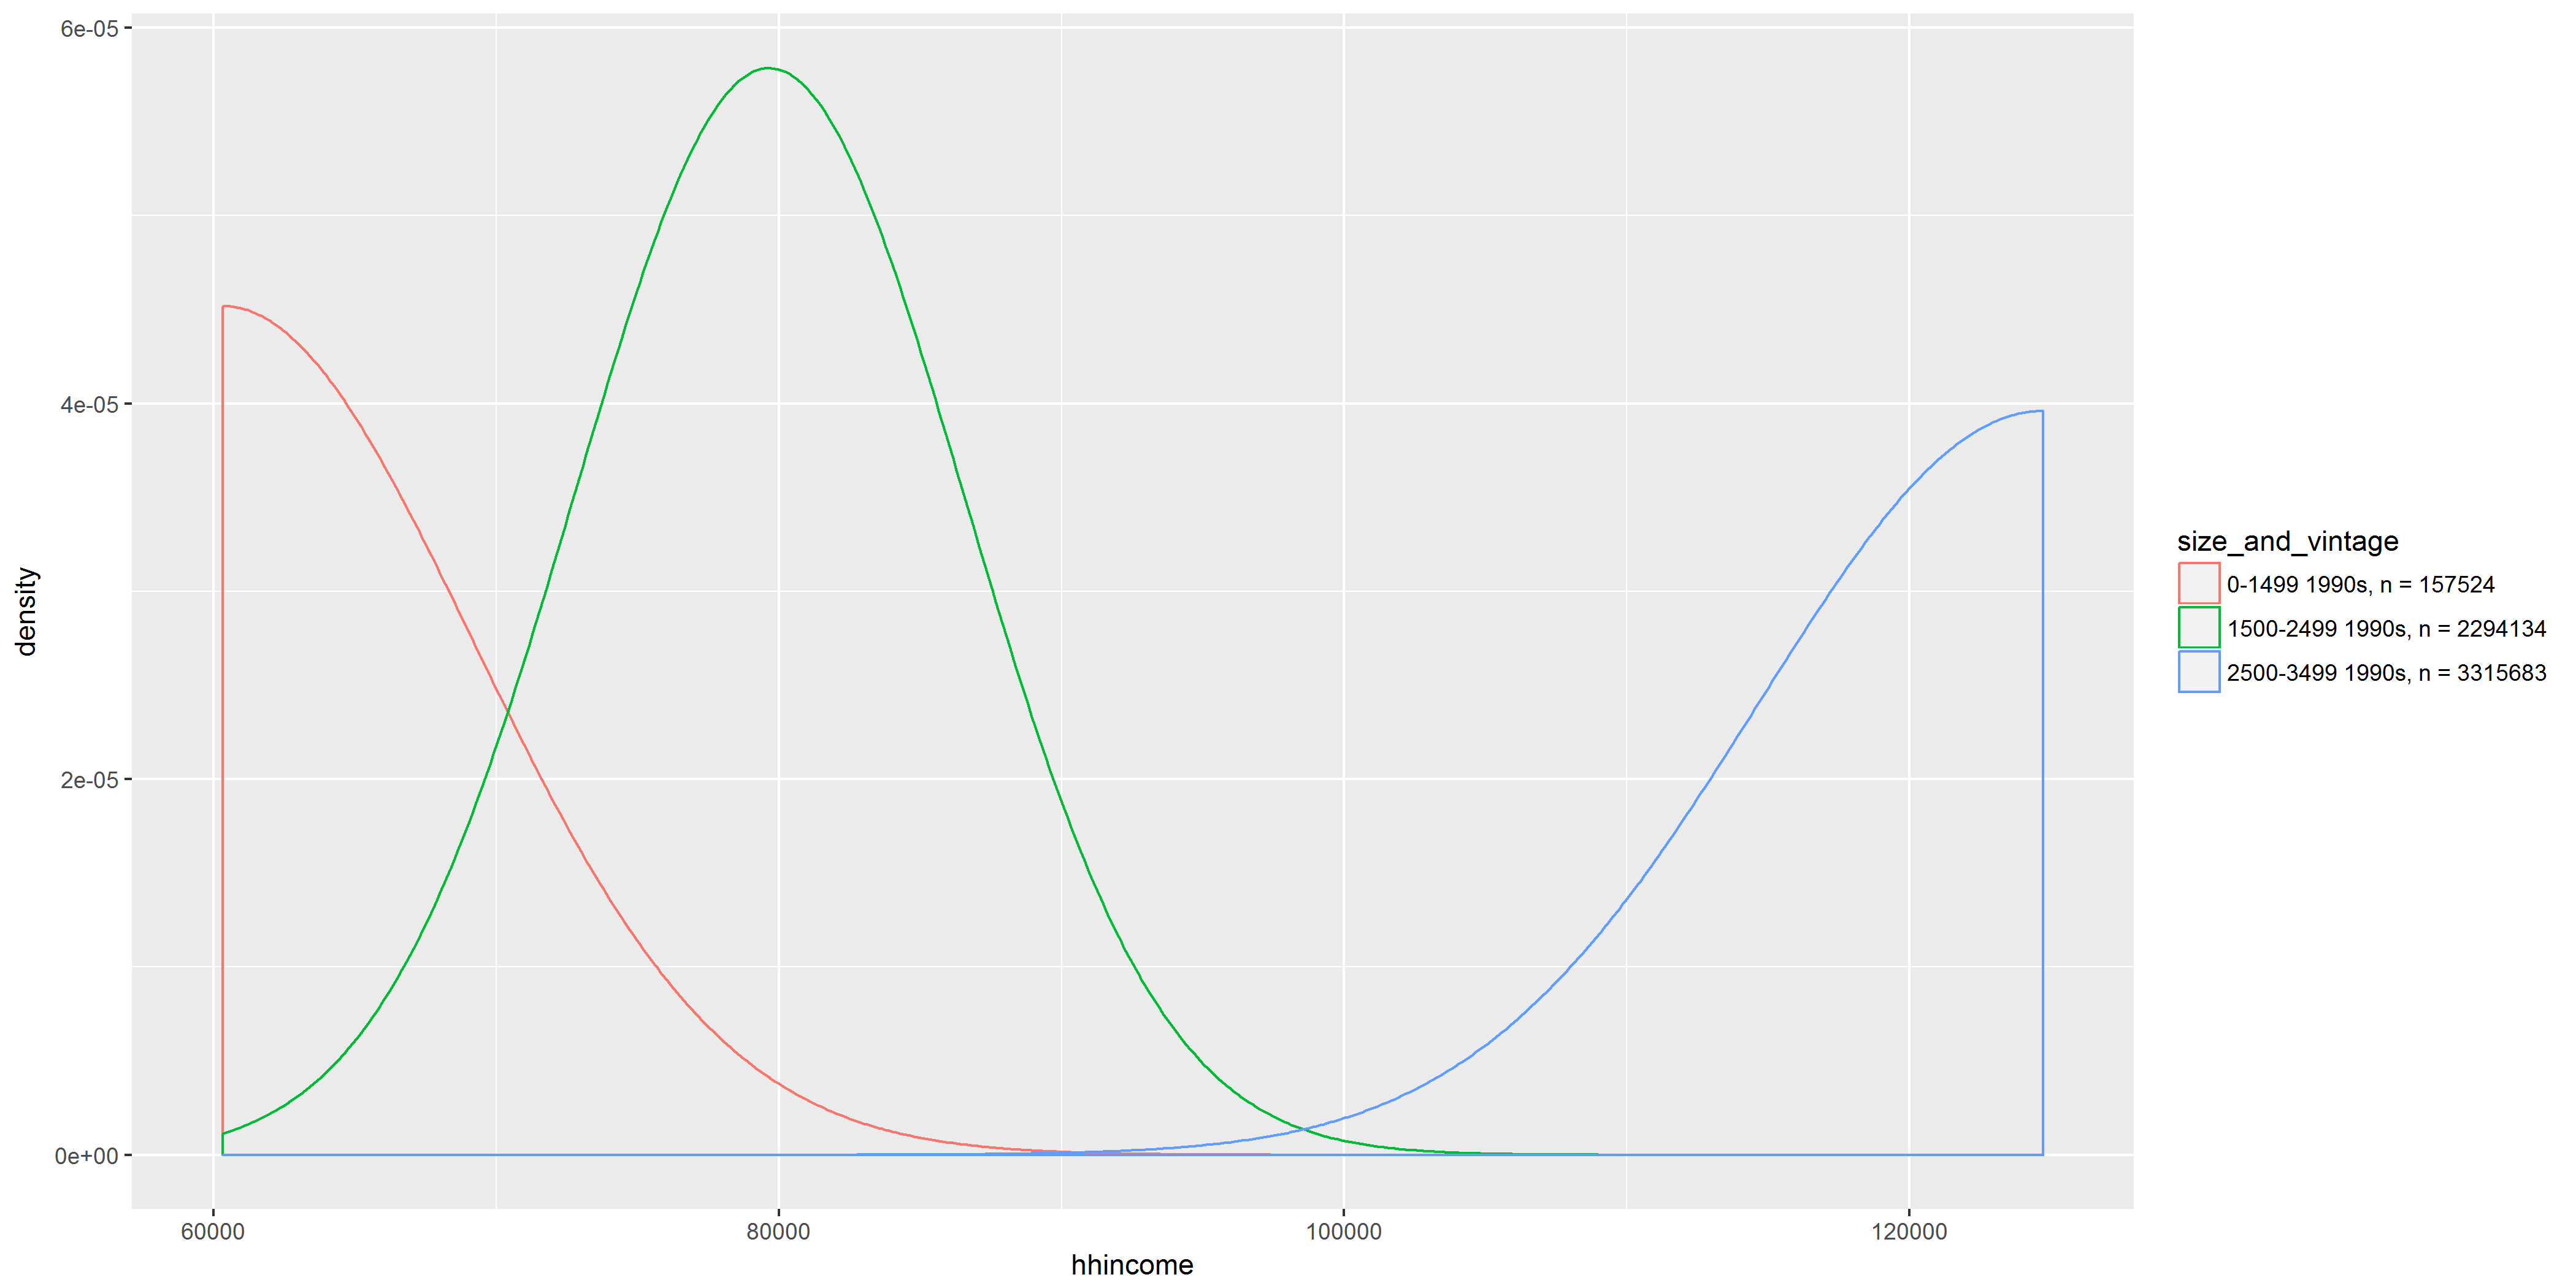 6e-05
4e-05
2e-05
0e+00
density
60000
80000
100000
120000
hhincome
size_and_vintage
0-1499 1990s, n = 157524
1500-2499 1990s, n = 2294134
2500-3499 1990s, n = 3315683